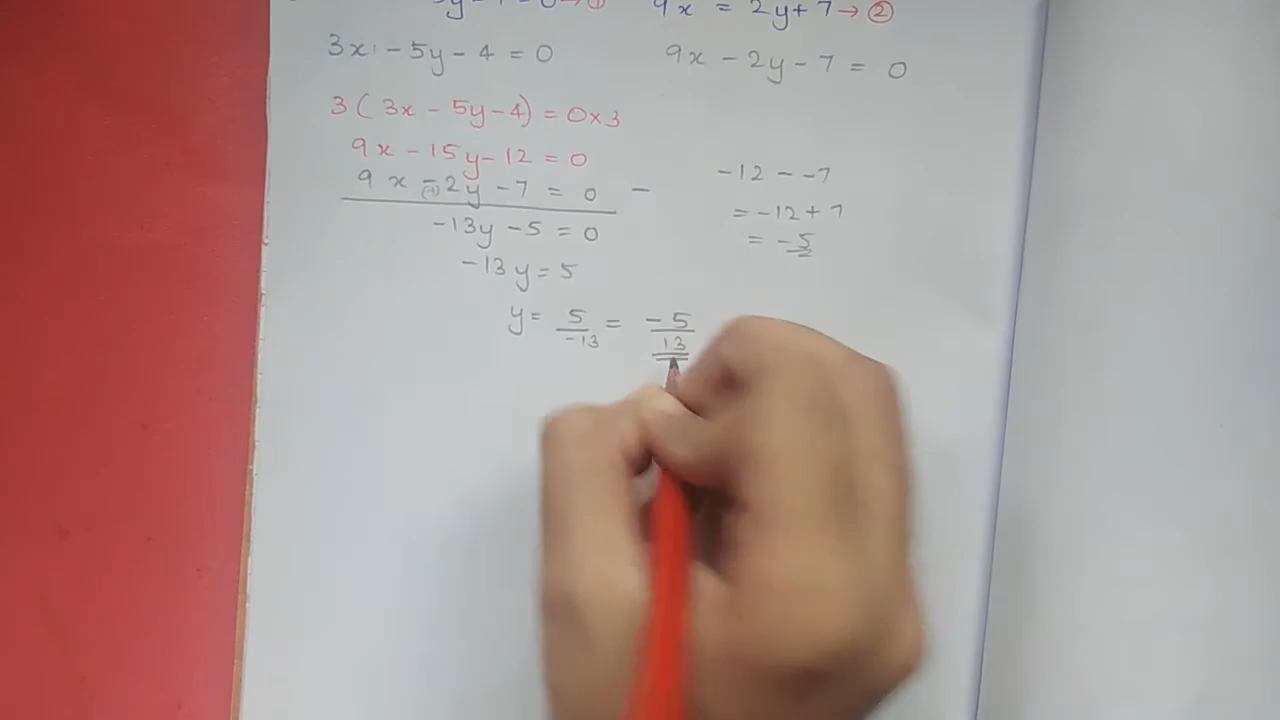 9x = 2y+7→②
3x - 5y - 4 = 0
9x - 2y - 7 = 0
3(3x - 5y-4) = 0×3
9x - 15y - 12 = 0
9x - 2y - 7 = 0 -
-13y - 5 = 0
-13y = 5
y = 5/-13 = -5/13
-12 - -7
= -12 + 7
= -5